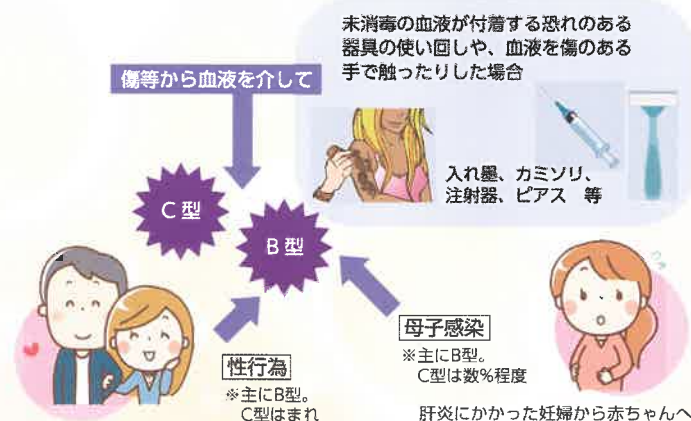 未消毒の血液が付着する恐れのある
器具の使い回しや、血液を傷のある
手で触ったりした場合
傷等から血液を介して
入れ墨、カミソリ、
注射器、ピアス 等
C型
B型
性行為
※主にB型。
C型はまれ
母子感染
※主にB型。
C型は数%程度
肝炎にかかった妊婦から赤ちゃんへ